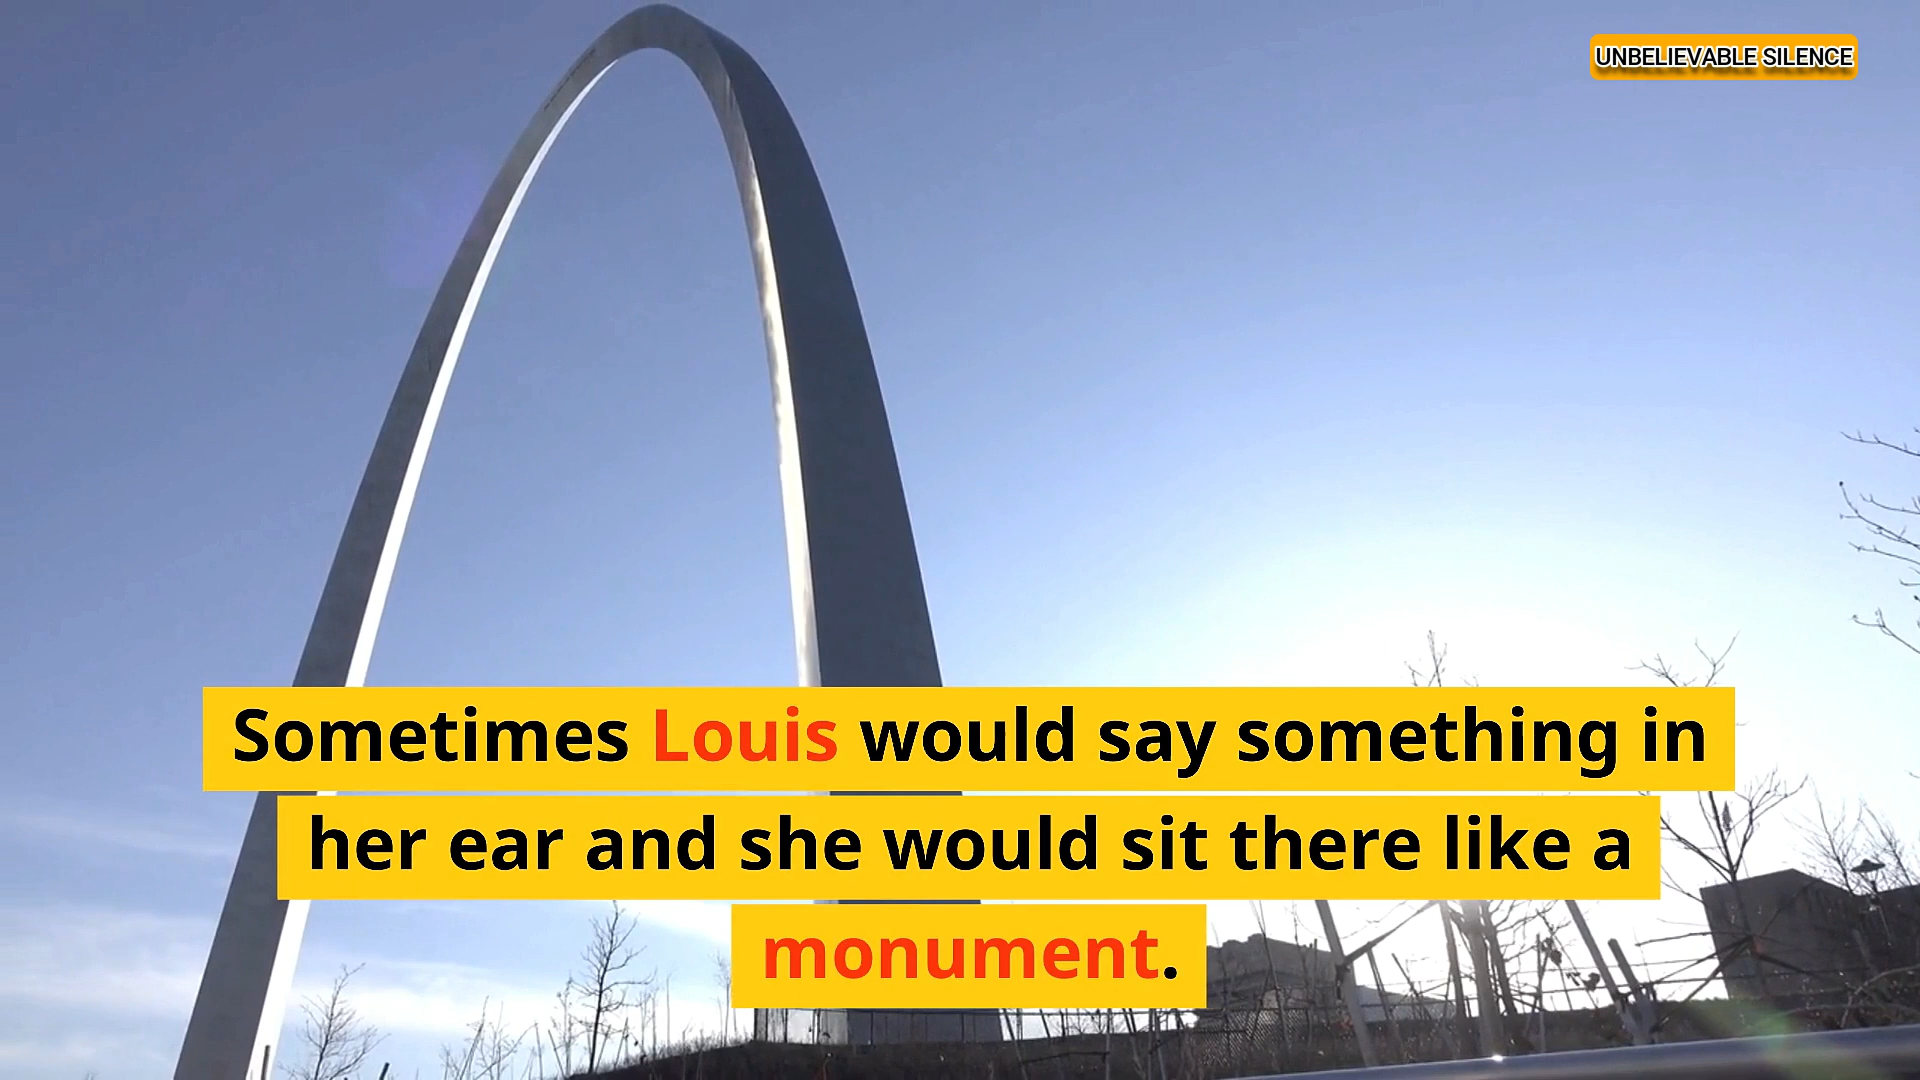 UNBELIEVABLE SILENCE
Sometimes Louis would say something in
her ear and she would sit there like a
monument.